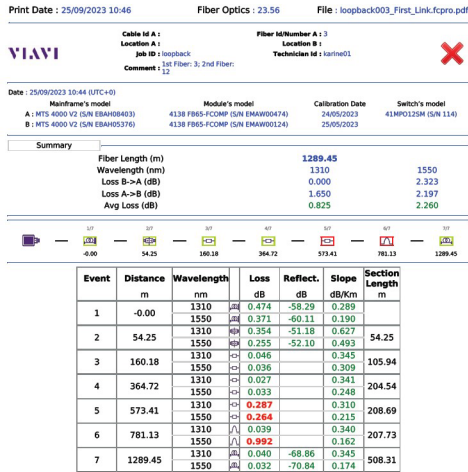 Print Date : 25/09/2023 10:46 Fiber Optics : 23.56 File : loopback003_First_Link.fcpro.pdf
VIAVI
Cable Id A : Fiber Id/Number A : 3
Location A : Location B :
Job ID : loopback Technician Id : karine01
Comment : 1st Fiber: 3; 2nd Fiber: 12
Date : 25/09/2023 10:44 (UTC+0)
Mainframe's model Module's model Calibration Date Switch's model
A : MTS 4000 V2 (S/N EBAH08403) 4138 FB65-FCOMP (S/N EMAW00474) 24/05/2023 41MPO12SM (S/N 114)
B : MTS 4000 V2 (S/N EBAH05376) 4138 FB65-FCOMP (S/N EMAW00124) 25/05/2023
Summary
Fiber Length (m) 1289.45
Wavelength (nm) 1310 1550
Loss B->A (dB) 0.000 2.323
Loss A->B (dB) 1.650 2.197
Avg Loss (dB) 0.825 2.260
1/7 2/7 3/7 4/7 5/7 6/7 7/7
-0.00 54.25 160.18 364.72 573.41 781.13 1289.45
Event Distance Wavelength Loss Reflect. Slope Section Length
m nm dB dB dB/Km m
1 -0.00 1310 0.474 -58.29 0.289
1550 0.371 -60.11 0.190
2 54.25 1310 0.354 -51.18 0.627 54.25
1550 0.255 -52.10 0.493
3 160.18 1310 0.046 0.345 105.94
1550 0.036 0.309
4 364.72 1310 0.027 0.341 204.54
1550 0.033 0.248
5 573.41 1310 0.287 0.310 208.69
1550 0.264 0.215
6 781.13 1310 0.039 0.340 207.73
1550 0.992 0.162
7 1289.45 1310 0.040 -68.86 0.345 508.31
1550 0.032 -70.84 0.174